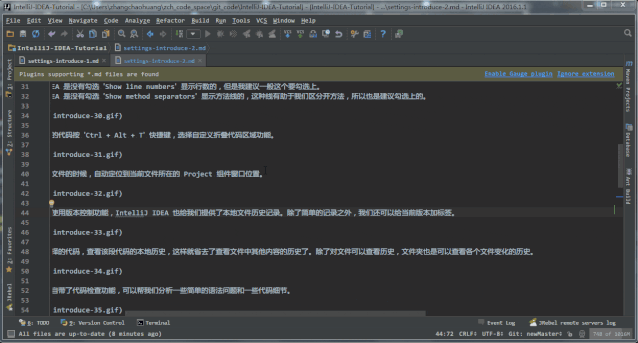 IntelliJ-IDEA-Tutorial - [C:\Users\zhangchaohuang\zch_code_space\git_code\IntelliJ-IDEA-Tutorial] - [IntelliJ-IDEA-Tutorial] - ...\settings-introduce-2.md - IntelliJ IDEA 2016.1.1
File Edit View Navigate Code Analyze Refactor Build Run Tools VCS Window Help
IntelliJ-IDEA-Tutorial settings-introduce-2.md
settings-introduce-1.md settings-introduce-2.md
Plugins supporting *.md files are found Enable Gauge plugin Ignore extension
31 EA 是没有勾选 `Show line numbers` 显示行数的，但是我建议一般这个要勾选上。
32 EA 是没有勾选 `Show method separators` 显示方法线的，这种线有助于我们区分开方法，所以也是建议勾选上的。
33
34 introduce-30.gif)
35
36 的代码按 `Ctrl + Alt + T` 快捷键，选择自定义折叠代码区域功能。
37
38 introduce-31.gif)
39
40 文件的时候，自动定位到当前文件所在的 Project 组件窗口位置。
41
42 introduce-32.gif)
43
44 使用版本控制功能，IntelliJ IDEA 也给我们提供了本地文件历史记录。除了简单的记录之外，我们还可以给当前版本加标签。
45
46 introduce-33.gif)
47
48 的代码，查看该段代码的本地历史，这样就省去了查看文件中其他内容的历史了。除了对文件可以查看历史，文件夹也是可以查看各个文件变化的历史。
49
50 introduce-34.gif)
51
52 自带了代码检查功能，可以帮我们分析一些简单的语法问题和一些代码细节。
53
54 introduce-35.gif)
1: Project
7: Structure
2: Favorites
JRebel
Maven Projects
Database
Ant Build
6: TODO 9: Version Control Terminal Event Log JRebel remote servers log
All files are up-to-date (8 minutes ago) 44:72 CRLF UTF-8 Git: newMaster